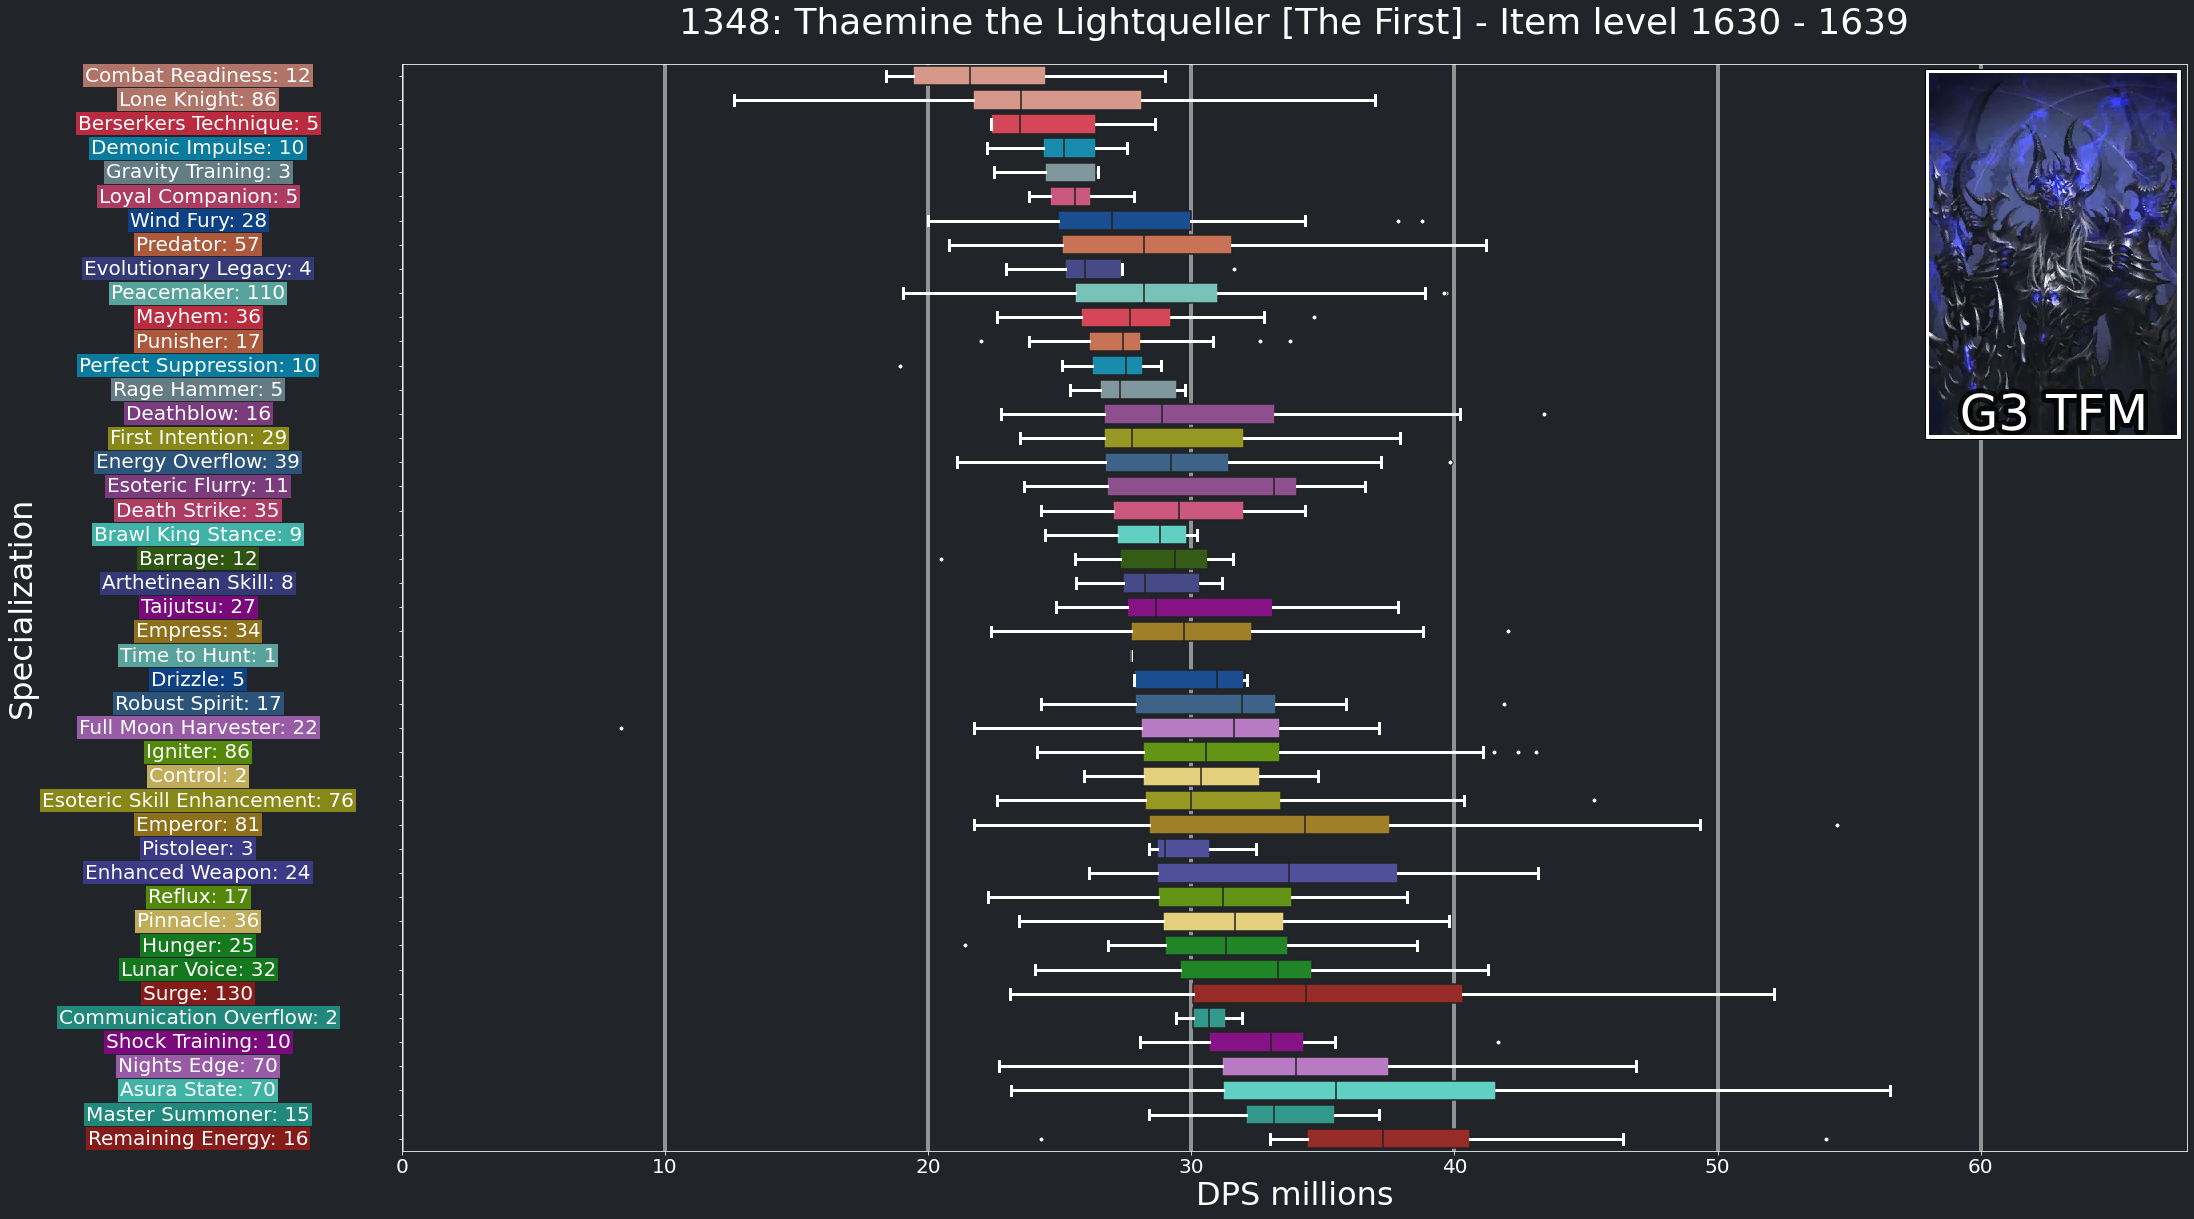 1348: Thaemine the Lightqueller [The First] - Item level 1630 - 1639
Combat Readiness: 12
Lone Knight: 86
Berserkers Technique: 5
Demonic Impulse: 10
Gravity Training: 3
Loyal Companion: 5
Wind Fury: 28
Predator: 57
Evolutionary Legacy: 4
Peacemaker: 110
Mayhem: 36
Punisher: 17
Perfect Suppression: 10
Rage Hammer: 5
Deathblow: 16
First Intention: 29
Energy Overflow: 39
Esoteric Flurry: 11
Death Strike: 35
Brawl King Stance: 9
Barrage: 12
Arthetinean Skill: 8
Taijutsu: 27
Empress: 34
Time to Hunt: 1
Drizzle: 5
Robust Spirit: 17
Full Moon Harvester: 22
Igniter: 86
Control: 2
Esoteric Skill Enhancement: 76
Emperor: 81
Pistoleer: 3
Enhanced Weapon: 24
Reflux: 17
Pinnacle: 36
Hunger: 25
Lunar Voice: 32
Surge: 130
Communication Overflow: 2
Shock Training: 10
Nights Edge: 70
Asura State: 70
Master Summoner: 15
Remaining Energy: 16
Specialization
G3 TFM
0 10 20 30 40 50 60
DPS millions